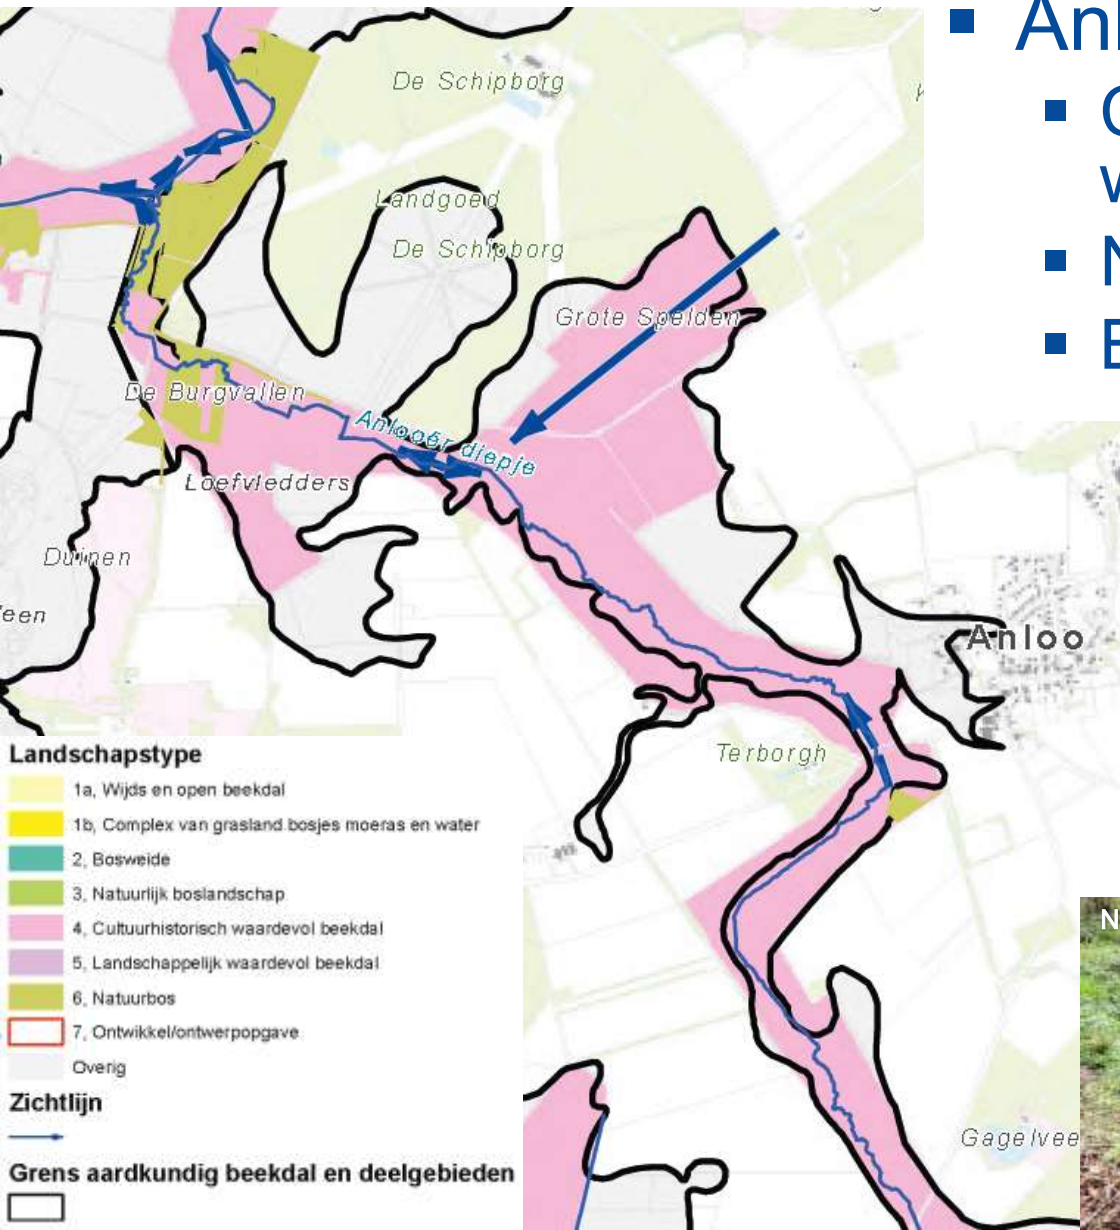 De Schipborg
Landgoed
De Schipborg
Grote Spelden
De Burgvallen
Anlooër diepje
Loefvledders
Duinen
Anloo
Terborgh
Landschapstype
1a, Wijds en open beekdal
1b, Complex van grasland bosjes moeras en water
2, Bosweide
3, Natuurlijk boslandschap
4, Cultuurhistorisch waardevol beekdal
5, Landschappelijk waardevol beekdal
6, Natuurbos
7, Ontwikkel/ontwerpopgave
Overig
Zichtlijn
Grens aardkundig beekdal en deelgebieden
Gagelvee